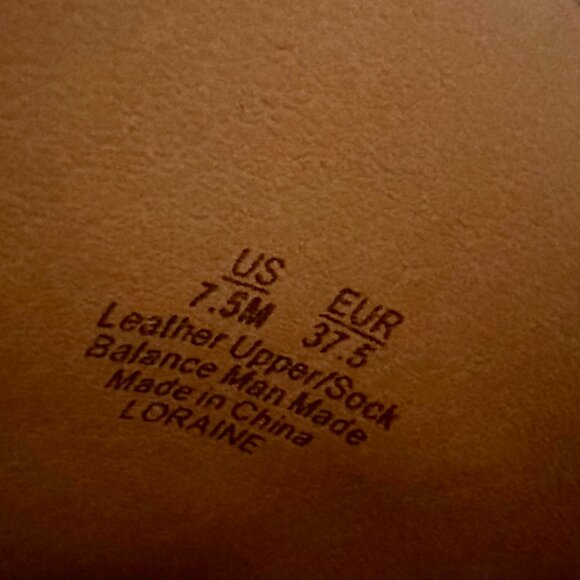 US EUR
7.5M 37.5
Leather Upper/Sock
Balance Man Made
Made in China
LORAINE